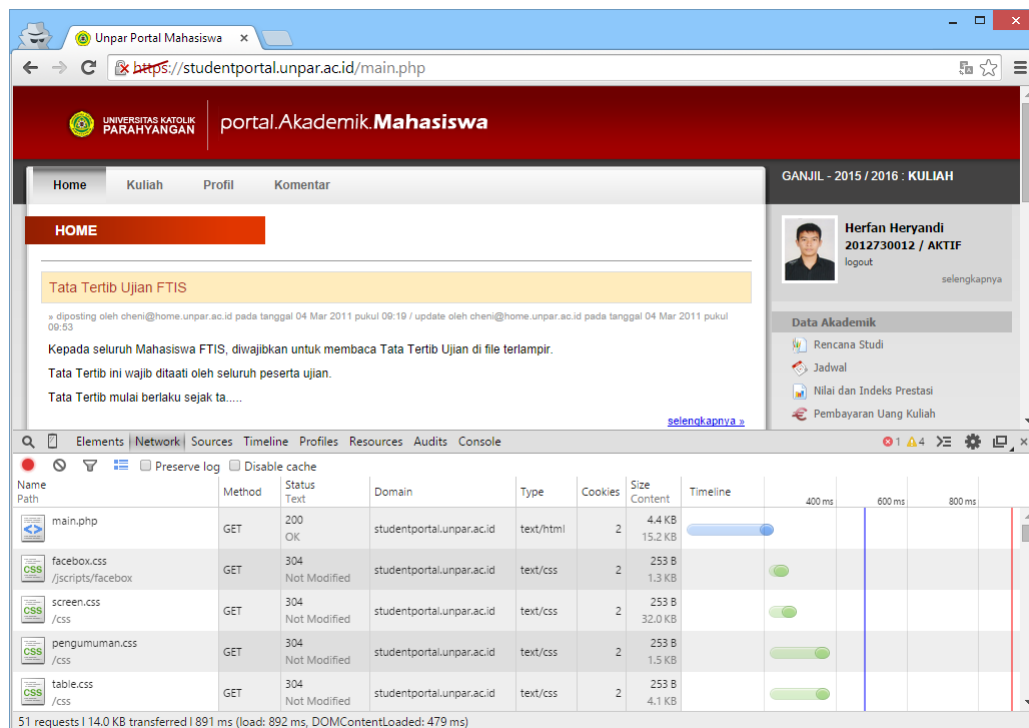 Unpar Portal Mahasiswa
https://studentportal.unpar.ac.id/main.php
UNIVERSITAS KATOLIK
PARAHYANGAN
portal.Akademik.Mahasiswa
Home Kuliah Profil Komentar
GANJIL - 2015 / 2016 : KULIAH
HOME
Herfan Heryandi
2012730012 / AKTIF
logout
selengkapnya
Tata Tertib Ujian FTIS
» diposting oleh cheni@home.unpar.ac.id pada tanggal 04 Mar 2011 pukul 09:19 / update oleh cheni@home.unpar.ac.id pada tanggal 04 Mar 2011 pukul
09:53
Kepada seluruh Mahasiswa FTIS, diwajibkan untuk membaca Tata Tertib Ujian di file terlampir.
Tata Tertib ini wajib ditaati oleh seluruh peserta ujian.
Tata Tertib mulai berlaku sejak ta.....
selengkapnya »
Data Akademik
Rencana Studi
Jadwal
Nilai dan Indeks Prestasi
Pembayaran Uang Kuliah
Elements Network Sources Timeline Profiles Resources Audits Console
1 4
Preserve log Disable cache
Name Method Status Domain Type Cookies Size Timeline
Path Text Content 400 ms 600 ms 800 ms
main.php GET 200 studentportal.unpar.ac.id text/html 2 4.4 KB
OK 15.2 KB
facebox.css GET 304 studentportal.unpar.ac.id text/css 2 253 B
/jscripts/facebox Not Modified 1.3 KB
screen.css GET 304 studentportal.unpar.ac.id text/css 2 253 B
/css Not Modified 32.0 KB
pengumuman.css GET 304 studentportal.unpar.ac.id text/css 2 253 B
/css Not Modified 1.5 KB
table.css GET 304 studentportal.unpar.ac.id text/css 2 253 B
/css Not Modified 4.1 KB
CSS
CSS
CSS
CSS
51 requests | 14.0 KB transferred | 891 ms (load: 892 ms, DOMContentLoaded: 479 ms)